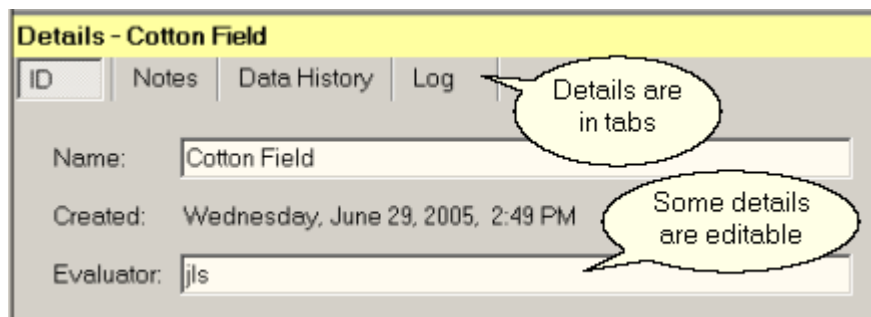 Details - Cotton Field
ID Notes Data History Log
Details are
in tabs
Name: Cotton Field
Created: Wednesday, June 29, 2005, 2:49 PM
Some details
are editable
Evaluator: jls